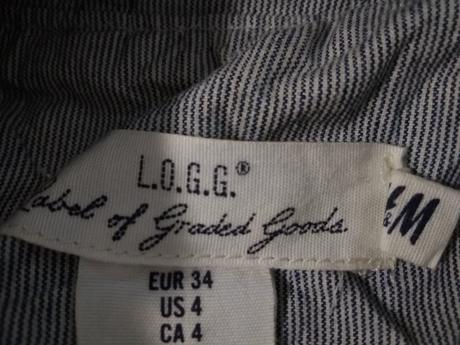 L.O.G.G.®
Label of Graded Goods
&M
EUR 34
US 4
CA 4